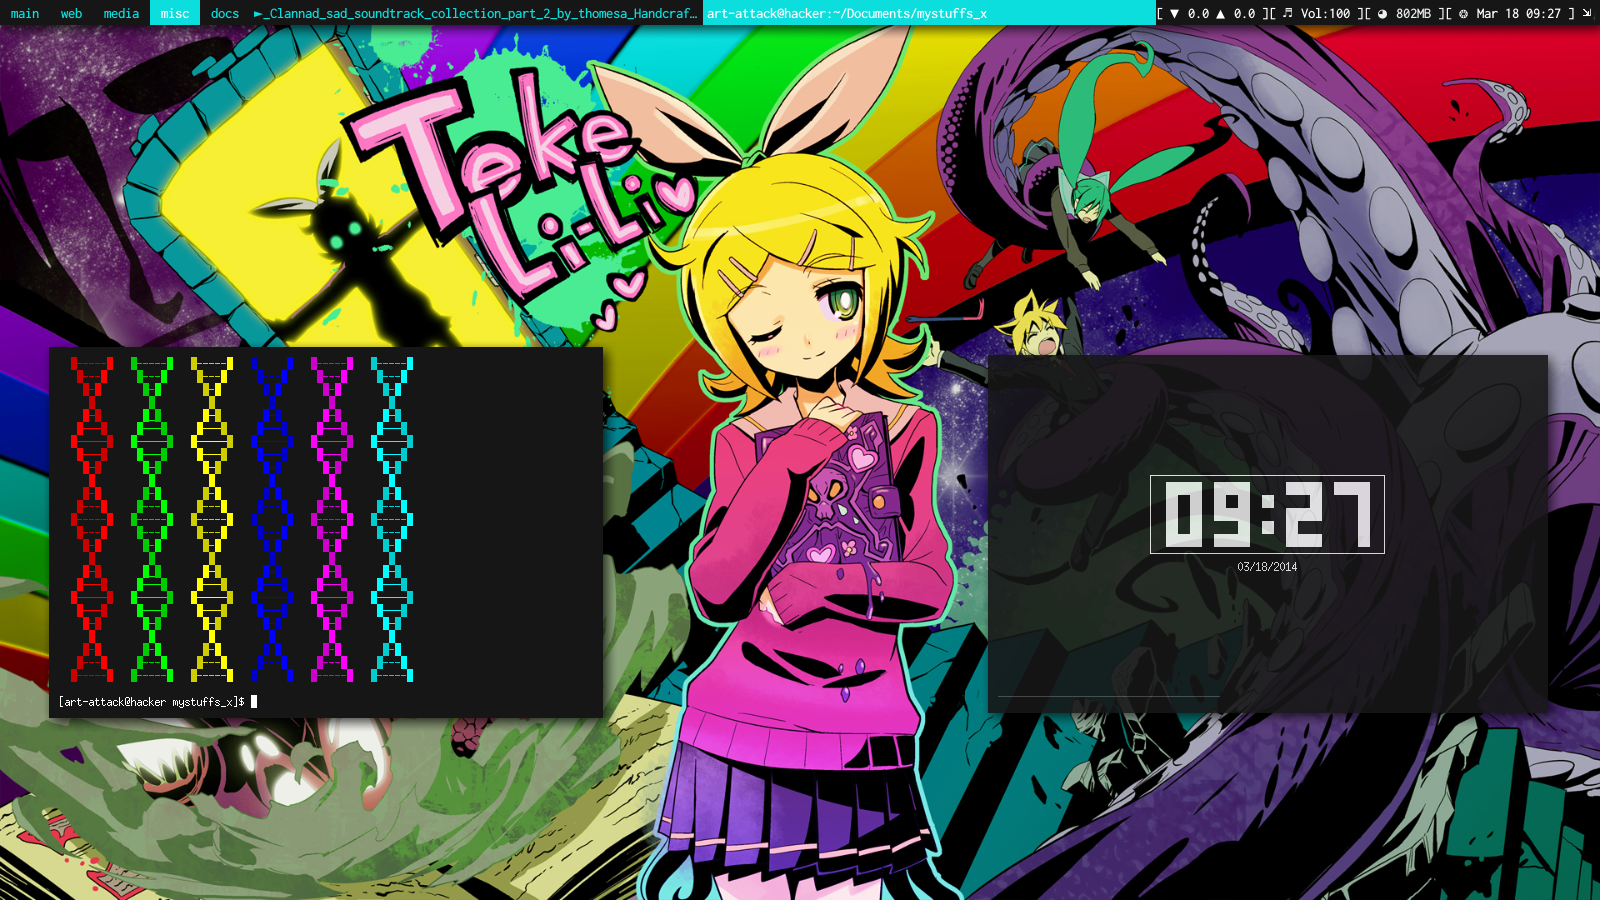 main web media misc docs ►_Clannad_sad_soundtrack_collection_part_2_by_thomesa_Handcraf… art-attack@hacker:~/Documents/mystuffs_x [ ▼ 0.0 ▲ 0.0 ][ ♬ Vol:100 ][ 802MB ][ Mar 18 09:27 ]
Teke
Li-Li
09:27
03/18/2014
[art-attack@hacker mystuffs_x]$